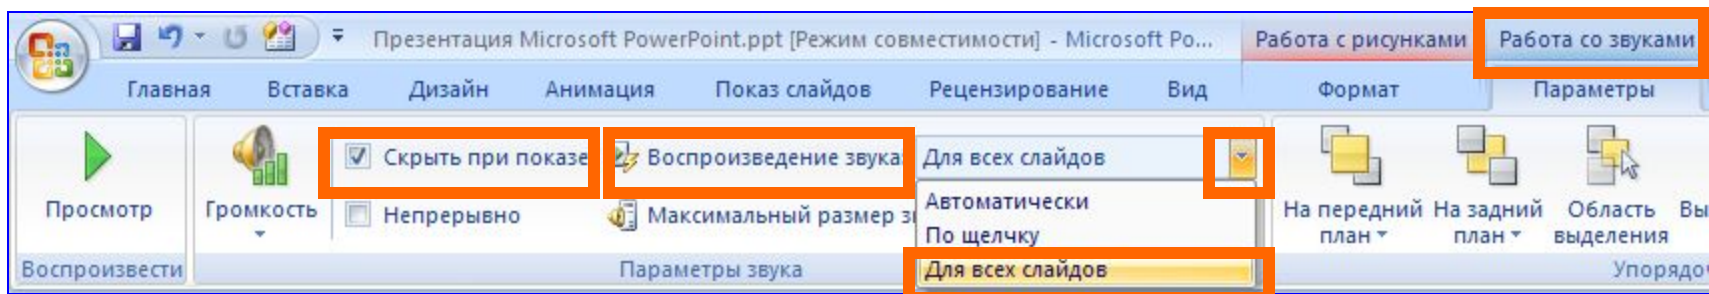 Презентация Microsoft PowerPoint.ppt [Режим совместимости] - Microsoft Po...
Работа с рисунками
Работа со звуками
Главная Вставка Дизайн Анимация Показ слайдов Рецензирование Вид Формат Параметры
Скрыть при показе
Воспроизведение звука
Для всех слайдов
Просмотр
Громкость
Непрерывно
Максимальный размер
Автоматически
По щелчку
Для всех слайдов
На передний
план
На задний
план
Область
выделения
Вы
Воспроизвести
Параметры звука
Упорядо